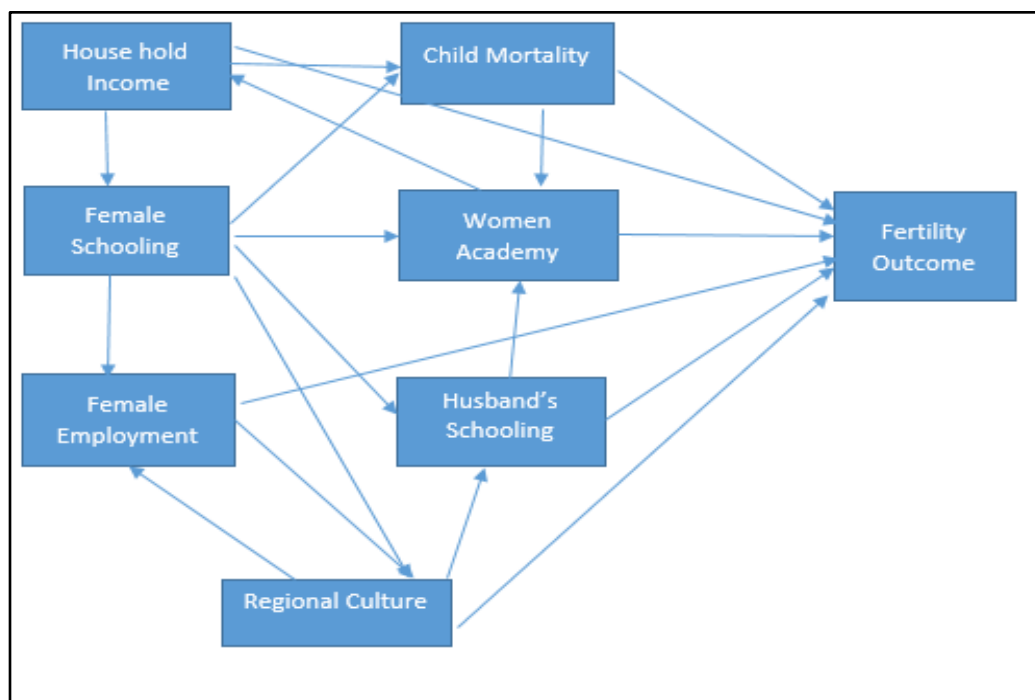 House hold
Income
Child Mortality
Female
Schooling
Women
Academy
Fertility
Outcome
Female
Employment
Husband’s
Schooling
Regional Culture